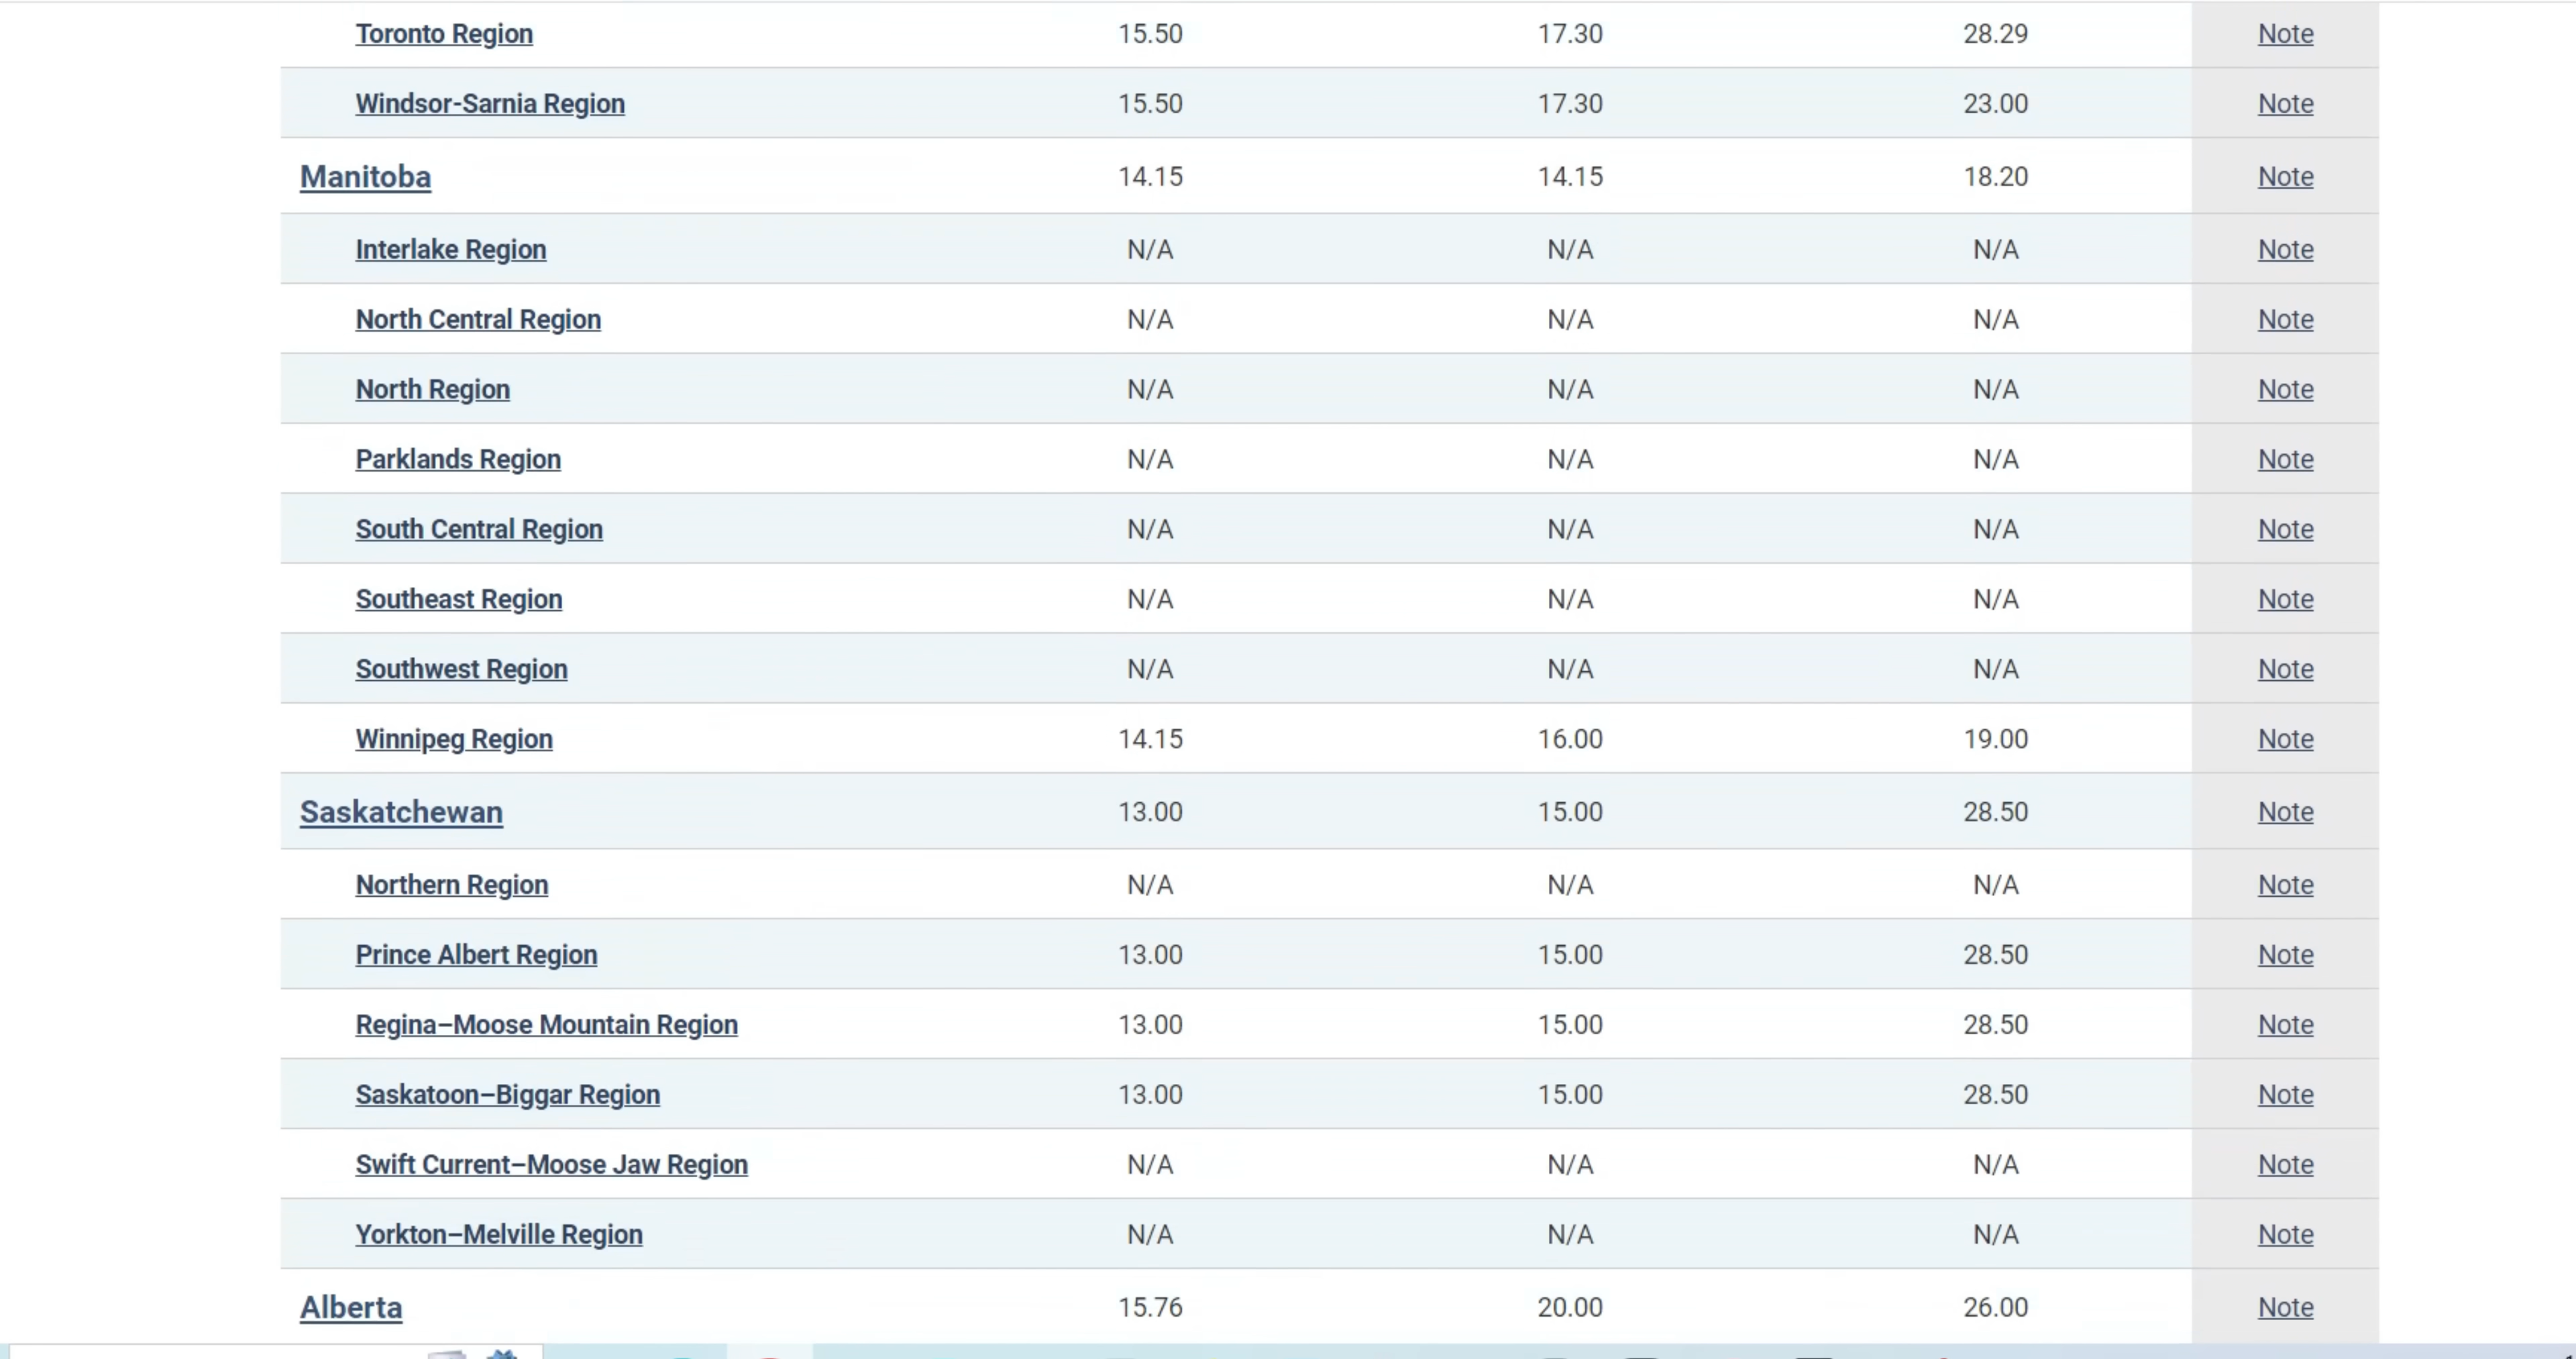 Toronto Region 15.50 17.30 28.29 Note
Windsor-Sarnia Region 15.50 17.30 23.00 Note
Manitoba 14.15 14.15 18.20 Note
Interlake Region N/A N/A N/A Note
North Central Region N/A N/A N/A Note
North Region N/A N/A N/A Note
Parklands Region N/A N/A N/A Note
South Central Region N/A N/A N/A Note
Southeast Region N/A N/A N/A Note
Southwest Region N/A N/A N/A Note
Winnipeg Region 14.15 16.00 19.00 Note
Saskatchewan 13.00 15.00 28.50 Note
Northern Region N/A N/A N/A Note
Prince Albert Region 13.00 15.00 28.50 Note
Regina–Moose Mountain Region 13.00 15.00 28.50 Note
Saskatoon–Biggar Region 13.00 15.00 28.50 Note
Swift Current–Moose Jaw Region N/A N/A N/A Note
Yorkton–Melville Region N/A N/A N/A Note
Alberta 15.76 20.00 26.00 Note